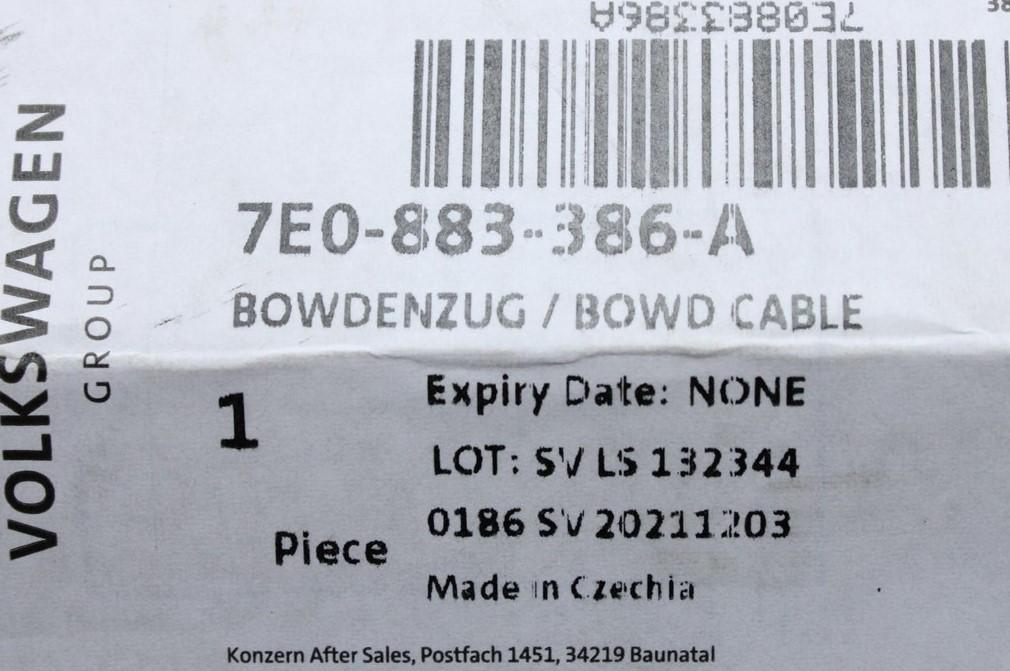 7E0883386A
38
7E0-883-386-A
BOWDENZUG / BOWD CABLE
VOLKSWAGEN
GROUP
1
Piece
Expiry Date: NONE
LOT: SV LS 132344
0186 SV 20211203
Made in Czechia
Konzern After Sales, Postfach 1451, 34219 Baunatal